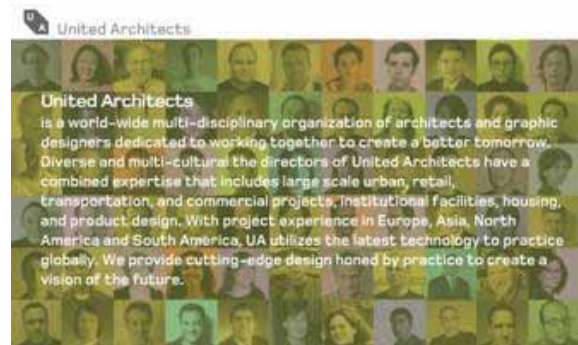 U
A
United Architects
United Architects
is a world-wide multi-disciplinary organization of architects and graphic
designers dedicated to working together to create a better tomorrow.
Diverse and multi-cultural the directors of United Architects have a
combined expertise that includes large scale urban, retail,
transportation, and commercial projects, institutional facilities, housing,
and product design. With project experience in Europe, Asia, North
America and South America, UA utilizes the latest technology to practice
globally. We provide cutting-edge design honed by practice to create a
vision of the future.